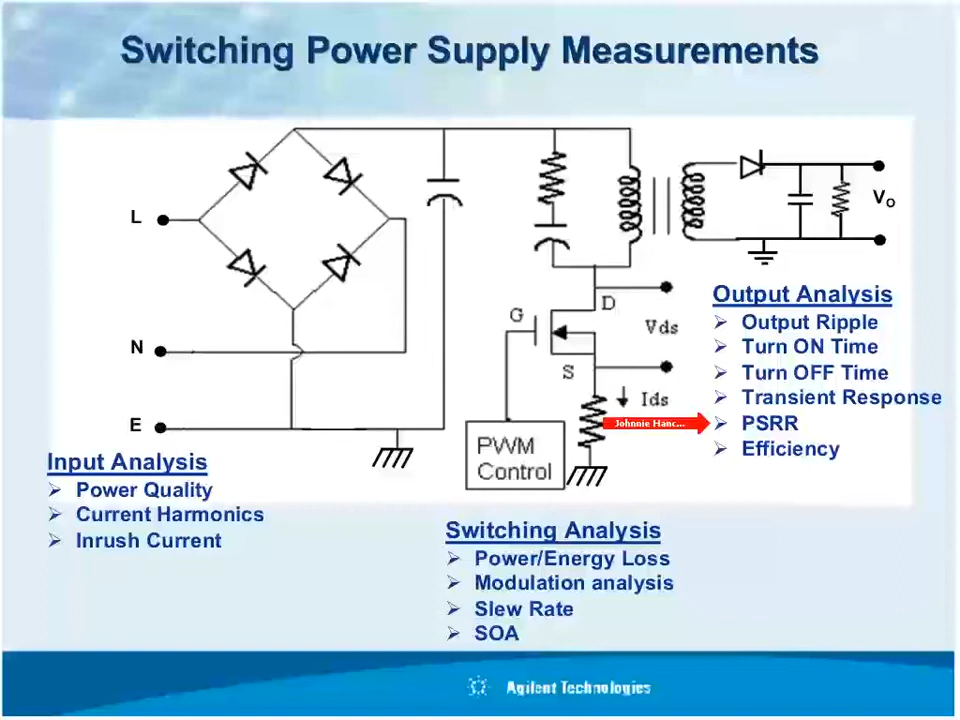 Switching Power Supply Measurements
L
N
E
G
D
S
Vds
Ids
Vo
PWM
Control
Johnnie Hanc...
Input Analysis
Power Quality
Current Harmonics
Inrush Current
Switching Analysis
Power/Energy Loss
Modulation analysis
Slew Rate
SOA
Output Analysis
Output Ripple
Turn ON Time
Turn OFF Time
Transient Response
PSRR
Efficiency
Agilent Technologies